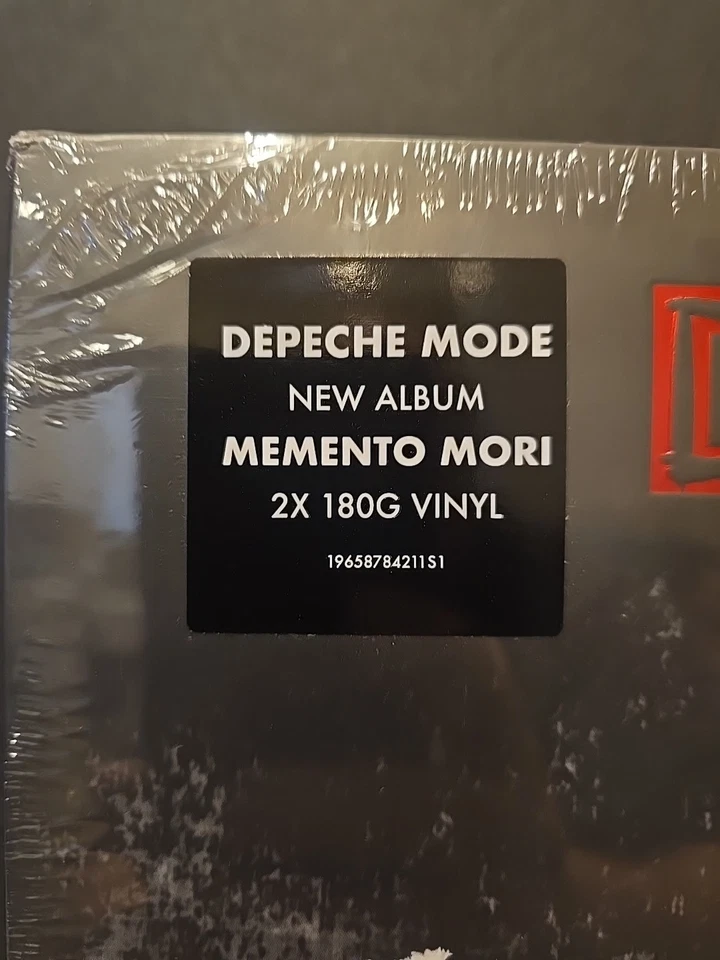 DEPECHE MODE
NEW ALBUM
MEMENTO MORI
2X 180G VINYL
19658784211S1